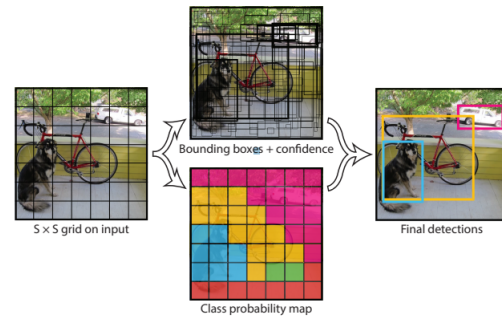 Bounding boxes + confidence
S × S grid on input
Final detections
Class probability map